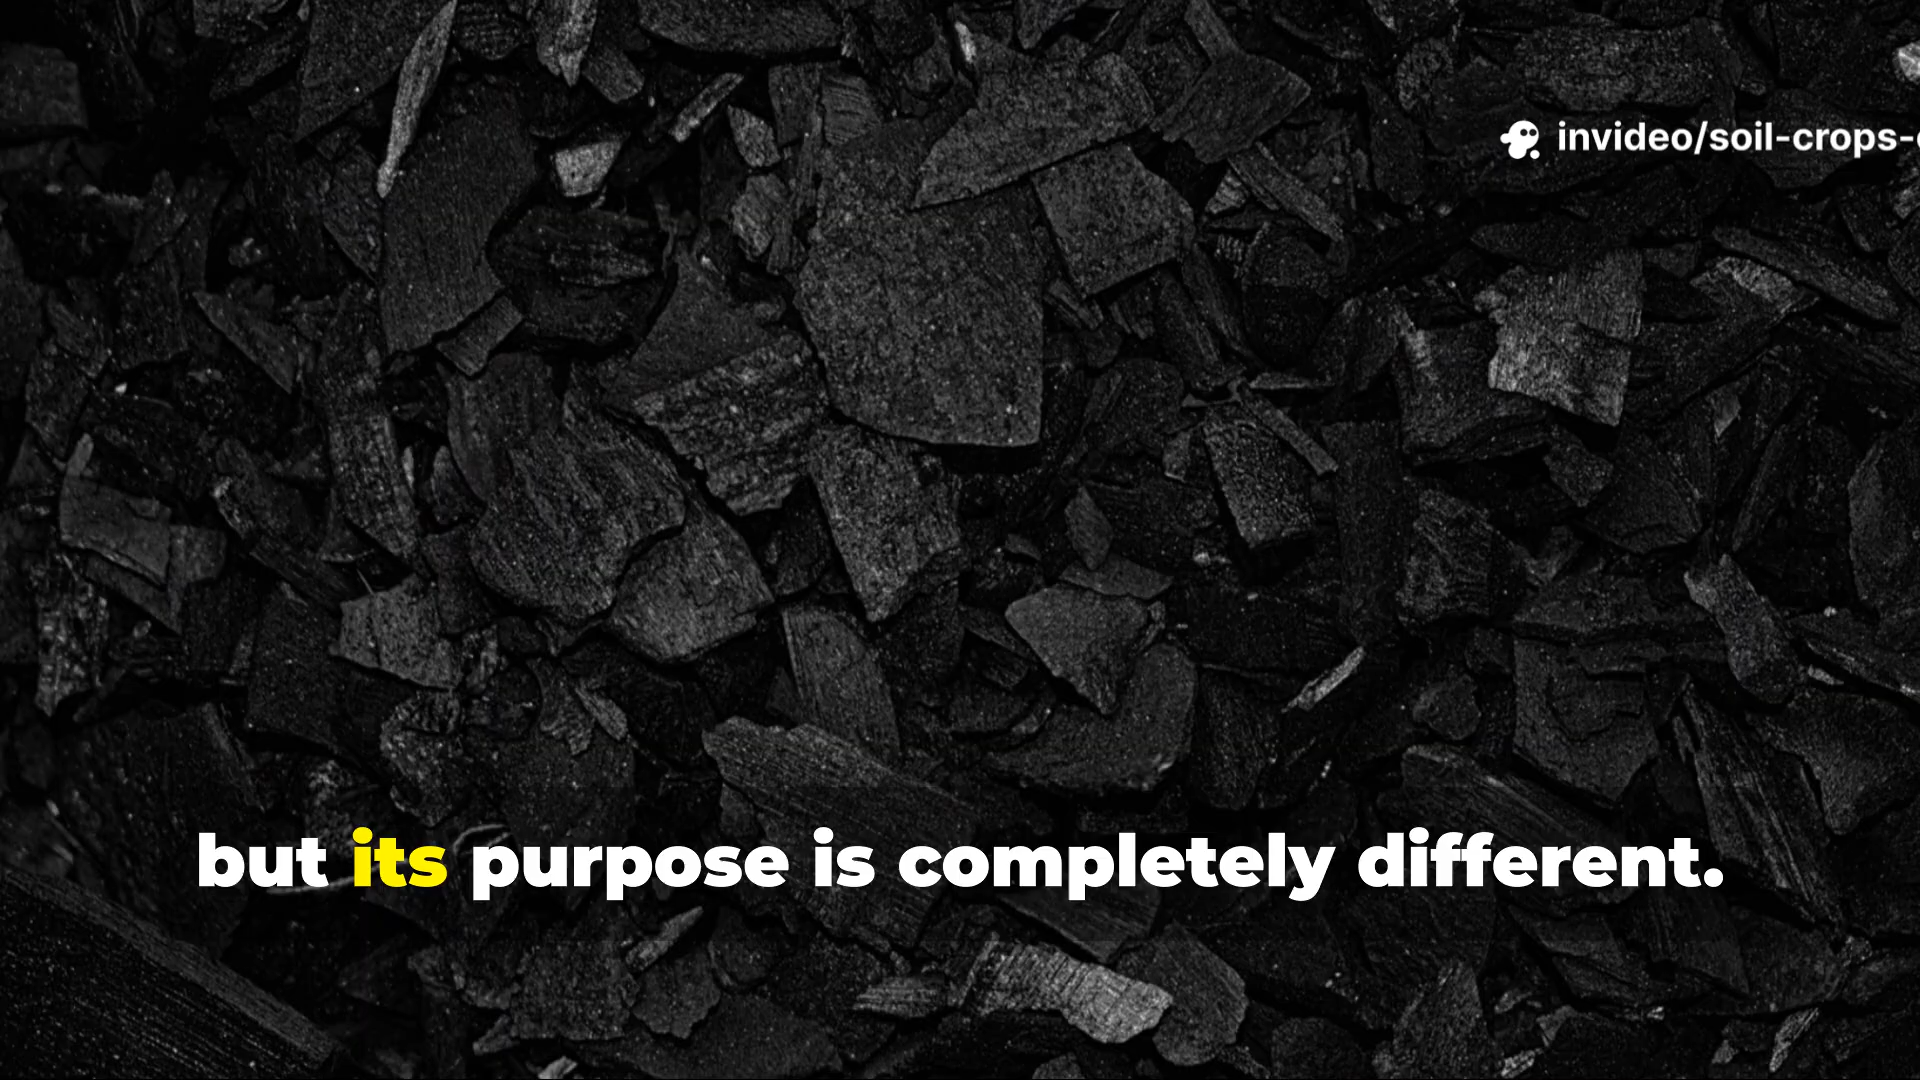 invideo/soil-crops-
but its purpose is completely different.